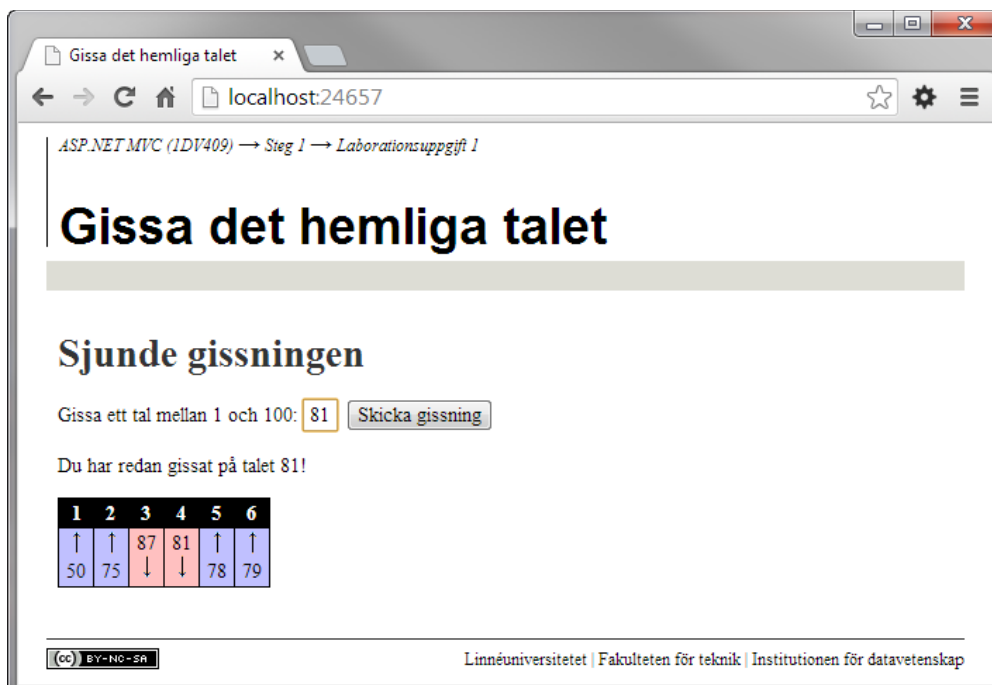 Gissa det hemliga talet
localhost:24657
ASP.NET MVC (1DV409) → Steg 1 → Laborationsuppgift 1
Gissa det hemliga talet
Sjunde gissningen
Gissa ett tal mellan 1 och 100: 81 Skicka gissning
Du har redan gissat på talet 81!
1 2 3 4 5 6
↑ ↑ 87 81 ↑ ↑
50 75 ↓ ↓ 78 79
(cc) BY-NC-SA Linnéuniversitetet | Fakulteten för teknik | Institutionen för datavetenskap